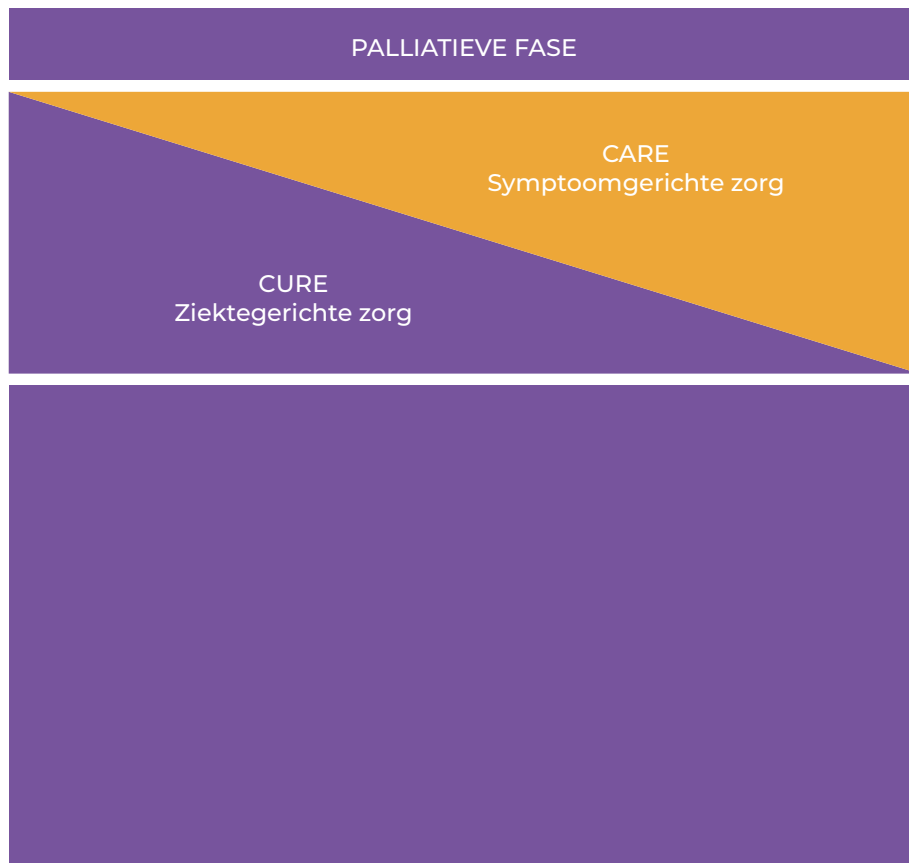 PALLIATIEVE FASE
CARE
Symptoomgerichte zorg
CURE
Ziektegerichte zorg